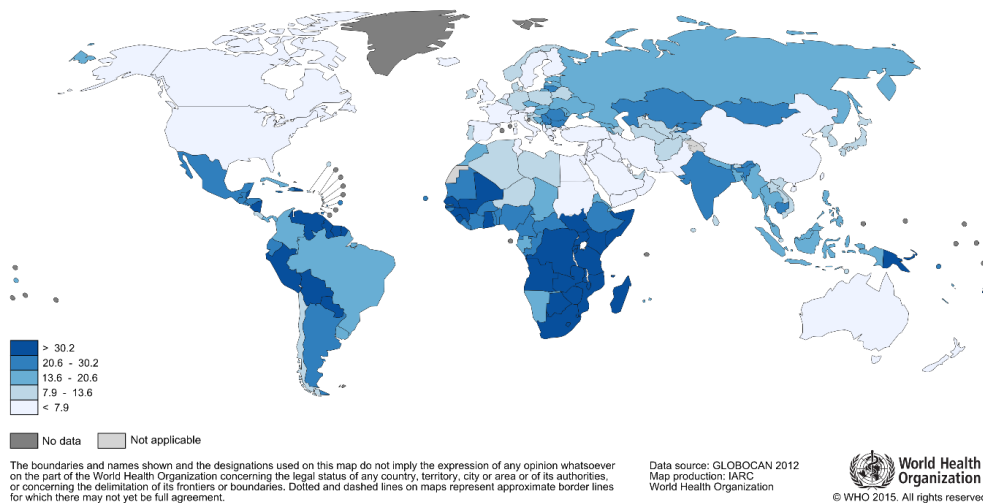 > 30.2
20.6 - 30.2
13.6 - 20.6
7.9 - 13.6
< 7.9
No data
Not applicable
The boundaries and names shown and the designations used on this map do not imply the expression of any opinion whatsoever
on the part of the World Health Organization concerning the legal status of any country, territory, city or area or of its authorities,
or concerning the delimitation of its frontiers or boundaries. Dotted and dashed lines on maps represent approximate border lines
for which there may not yet be full agreement.
Data source: GLOBOCAN 2012
Map production: IARC
World Health Organization
World Health
Organization
© WHO 2015. All rights reserved